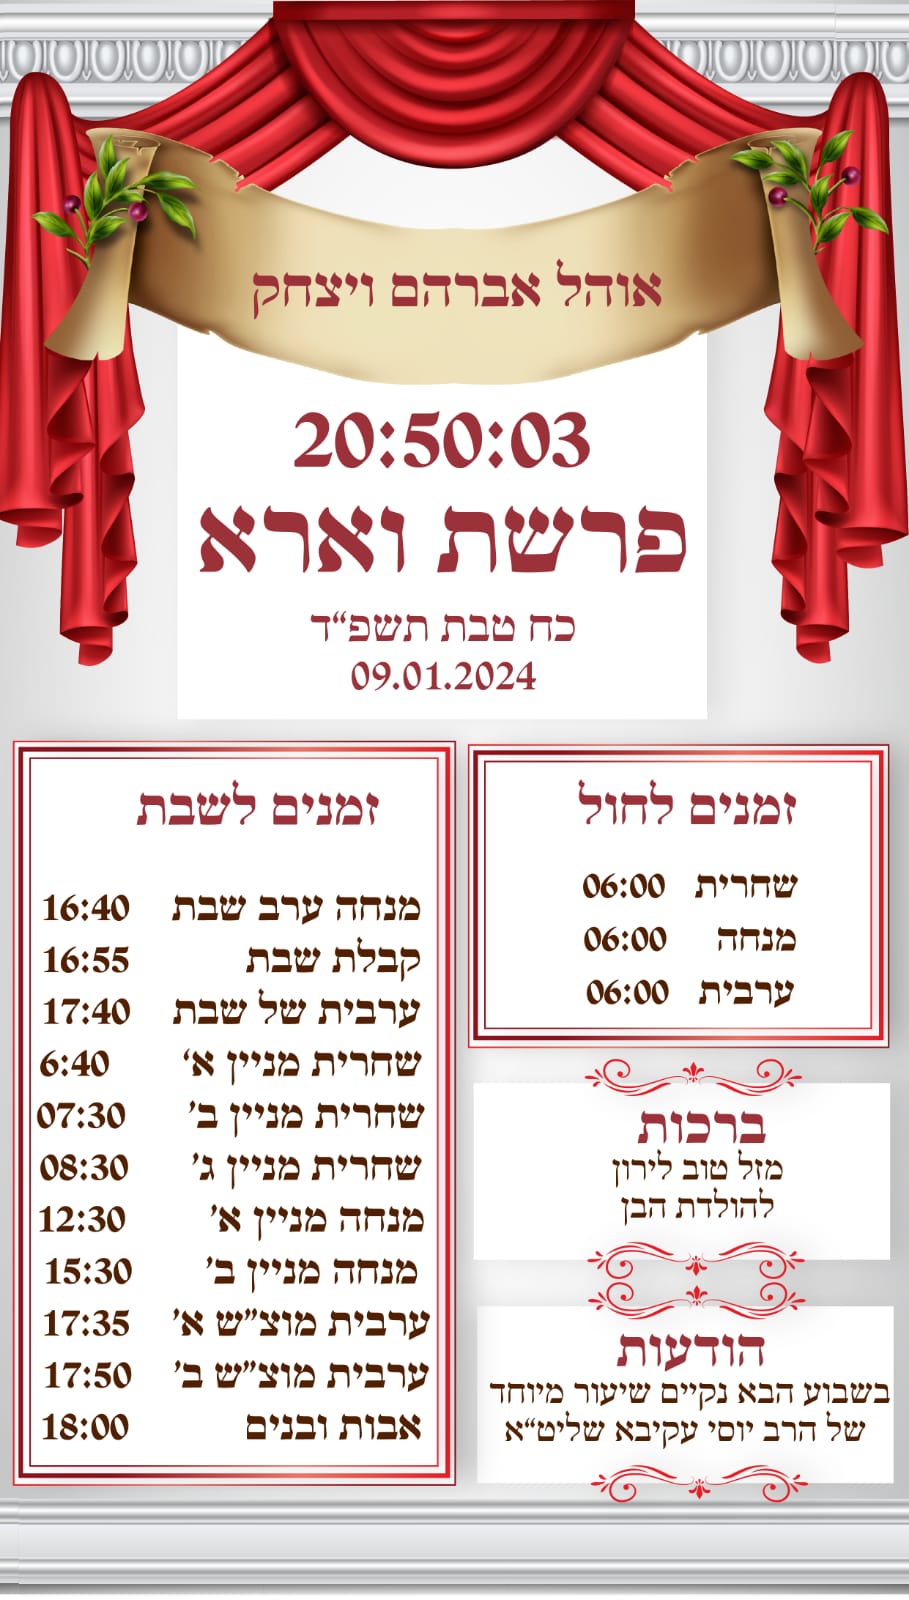 אוהל אברהם ויצחק
20:50:03
פרשת וארא
כח טבת תשפ“ד
09.01.2024
זמנים לחול
שחרית 06:00
מנחה 06:00
ערבית 06:00
זמנים לשבת
מנחה ערב שבת 16:40
קבלת שבת 16:55
ערבית של שבת 17:40
שחרית מניין א‘ 6:40
שחרית מניין ב’ 07:30
שחרית מניין ג’ 08:30
מנחה מניין א’ 12:30
מנחה מניין ב’ 15:30
ערבית מוצ”ש א’ 17:35
ערבית מוצ”ש ב’ 17:50
אבות ובנים 18:00
ברכות
מזל טוב לירון
להולדת הבן
הודעות
בשבוע הבא נקיים שיעור מיוחד
של הרב יוסי עקיבא שליט“א